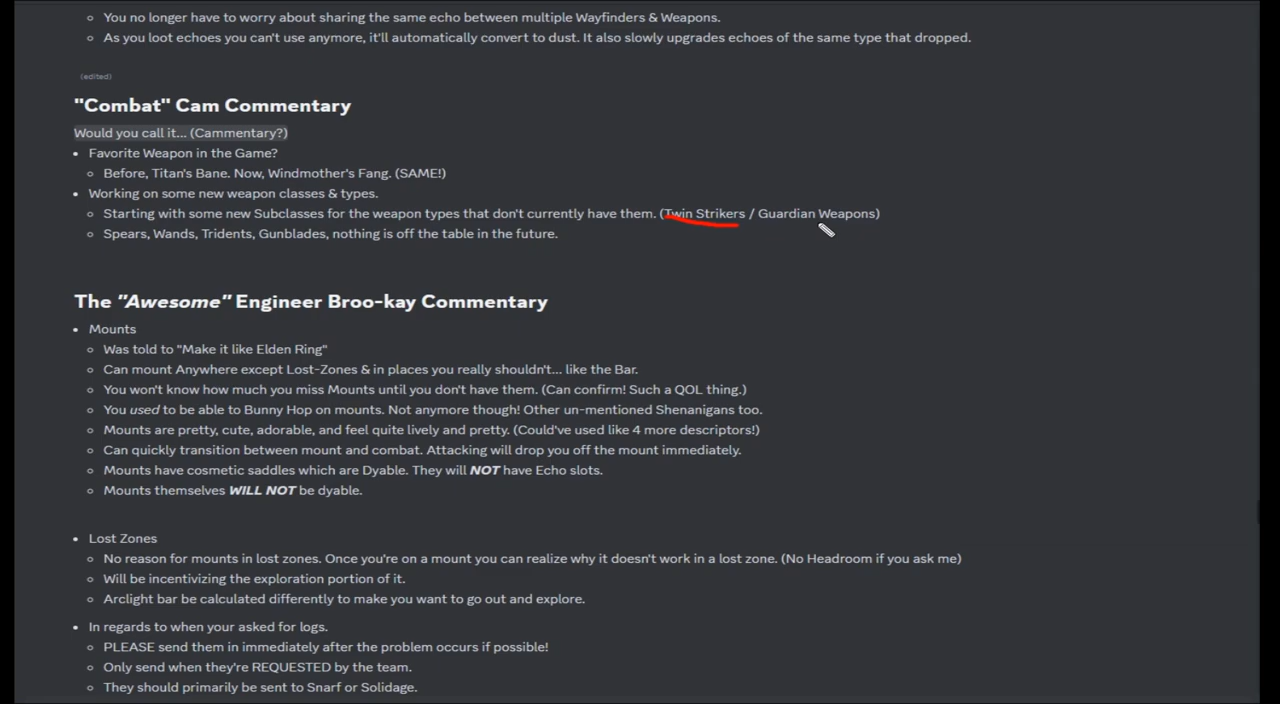 You no longer have to worry about sharing the same echo between multiple Wayfinders & Weapons.
As you loot echoes you can't use anymore, it'll automatically convert to dust. It also slowly upgrades echoes of the same type that dropped.
(edited)
"Combat" Cam Commentary
Would you call it... (Cammentary?)
Favorite Weapon in the Game?
Before, Titan's Bane. Now, Windmother's Fang. (SAME!)
Working on some new weapon classes & types.
Starting with some new Subclasses for the weapon types that don't currently have them. (Twin Strikers / Guardian Weapons)
Spears, Wands, Tridents, Gunblades, nothing is off the table in the future.
The "Awesome" Engineer Broo-kay Commentary
Mounts
Was told to "Make it like Elden Ring"
Can mount Anywhere except Lost-Zones & in places you really shouldn't... like the Bar.
You won't know how much you miss Mounts until you don't have them. (Can confirm! Such a QOL thing.)
You used to be able to Bunny Hop on mounts. Not anymore though! Other un-mentioned Shenanigans too.
Mounts are pretty, cute, adorable, and feel quite lively and pretty. (Could've used like 4 more descriptors!)
Can quickly transition between mount and combat. Attacking will drop you off the mount immediately.
Mounts have cosmetic saddles which are Dyable. They will NOT have Echo slots.
Mounts themselves WILL NOT be dyable.
Lost Zones
No reason for mounts in lost zones. Once you're on a mount you can realize why it doesn't work in a lost zone. (No Headroom if you ask me)
Will be incentivizing the exploration portion of it.
Arclight bar be calculated differently to make you want to go out and explore.
In regards to when your asked for logs.
PLEASE send them in immediately after the problem occurs if possible!
Only send when they're REQUESTED by the team.
They should primarily be sent to Snarf or Solidage.